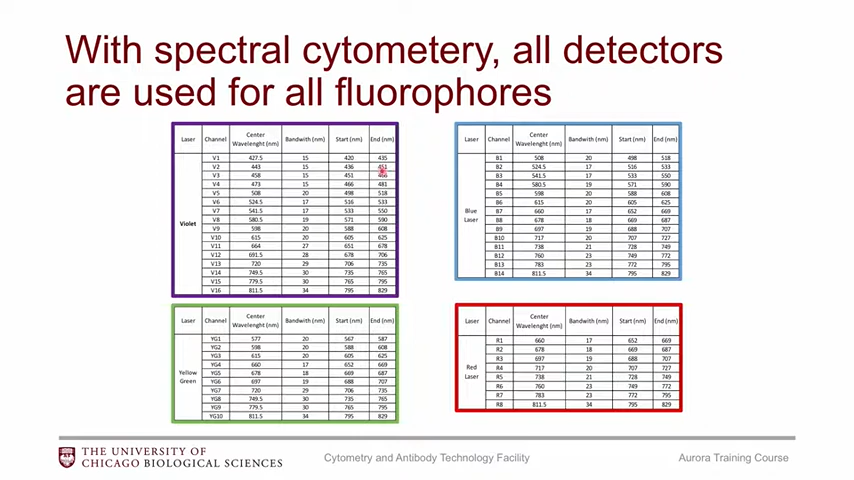 With spectral cytometery, all detectors
are used for all fluorophores
Laser Channel Center Wavelenght (nm) Bandwith (nm) Start (nm) End (nm)
Violet
V1 427.5 15 420 435
V2 443 15 436 451
V3 458 15 451 466
V4 473 15 466 481
V5 508 20 498 518
V6 524.5 17 516 533
V7 541.5 17 533 550
V8 580.5 19 571 590
V9 598 20 588 608
V10 615 20 605 625
V11 664 27 651 678
V12 691.5 28 678 706
V13 720 29 706 735
V14 749.5 30 735 765
V15 779.5 30 765 795
V16 811.5 34 795 829
Laser Channel Center Wavelenght (nm) Bandwith (nm) Start (nm) End (nm)
Blue Laser
B1 508 20 498 518
B2 524.5 17 516 533
B3 541.5 17 533 550
B4 580.5 19 571 590
B5 598 20 588 608
B6 615 20 605 625
B7 660 17 652 669
B8 678 18 669 687
B9 697 19 688 707
B10 717 20 707 727
B11 738 21 728 749
B12 760 23 749 772
B13 783 23 772 795
B14 811.5 34 795 829
Laser Channel Center Wavelenght (nm) Bandwith (nm) Start (nm) End (nm)
Yellow Green
YG1 577 20 567 587
YG2 598 20 588 608
YG3 615 20 605 625
YG4 660 17 652 669
YG5 678 18 669 687
YG6 697 19 688 707
YG7 720 29 706 735
YG8 749.5 30 735 765
YG9 779.5 30 765 795
YG10 811.5 34 795 829
Laser Channel Center Wavelenght (nm) Bandwith (nm) Start (nm) End (nm)
Red Laser
R1 660 17 652 669
R2 678 18 669 687
R3 697 19 688 707
R4 717 20 707 727
R5 738 21 728 749
R6 760 23 749 772
R7 783 23 772 795
R8 811.5 34 795 829
THE UNIVERSITY OF
CHICAGO BIOLOGICAL SCIENCES
Cytometry and Antibody Technology Facility
Aurora Training Course